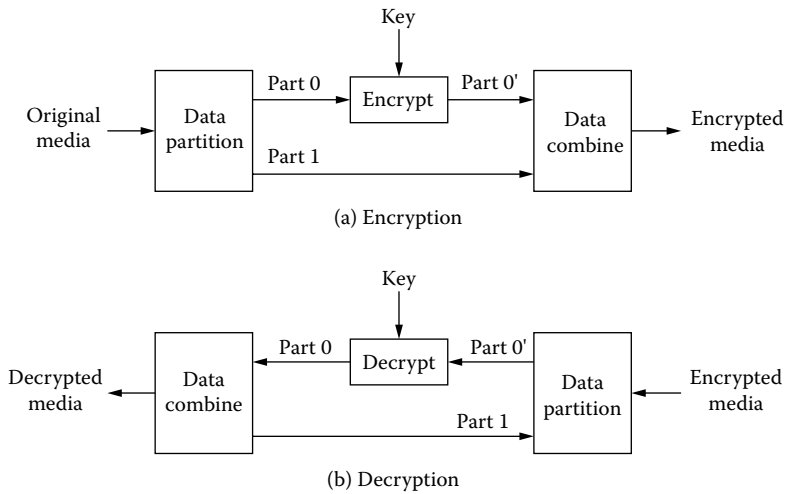 Key
Part 0
Part 0'
Encrypt
Original
media
Data
partition
Data
combine
Encrypted
media
Part 1
(a) Encryption
Key
Part 0
Part 0'
Decrypt
Decrypted
media
Data
combine
Data
partition
Encrypted
media
Part 1
(b) Decryption